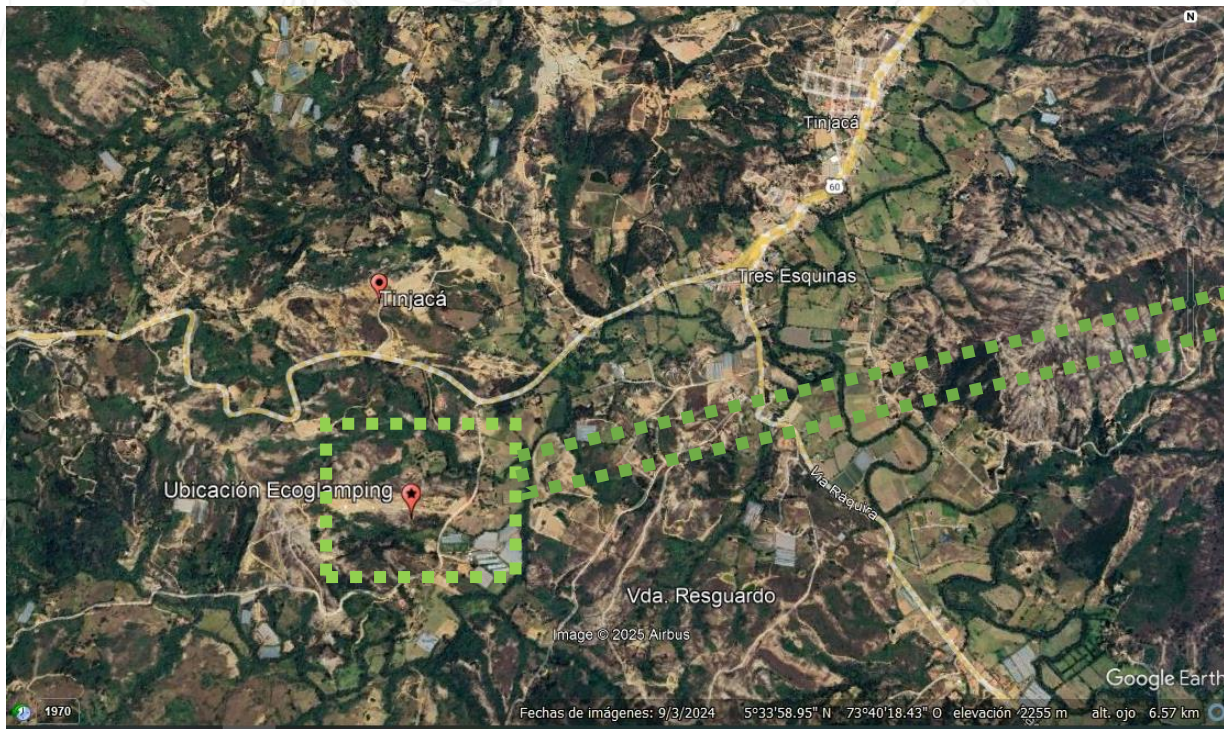 N
Tinjacá
60
Tres Esquinas
Tinjacá
Vía Ráquira
Ubicación Ecoglamping
Vda. Resguardo
Image © 2025 Airbus
Google Earth
1970
Fechas de imágenes: 9/3/2024 5°33'58.95" N 73°40'18.43" O elevación 2255 m alt. ojo 6.57 km